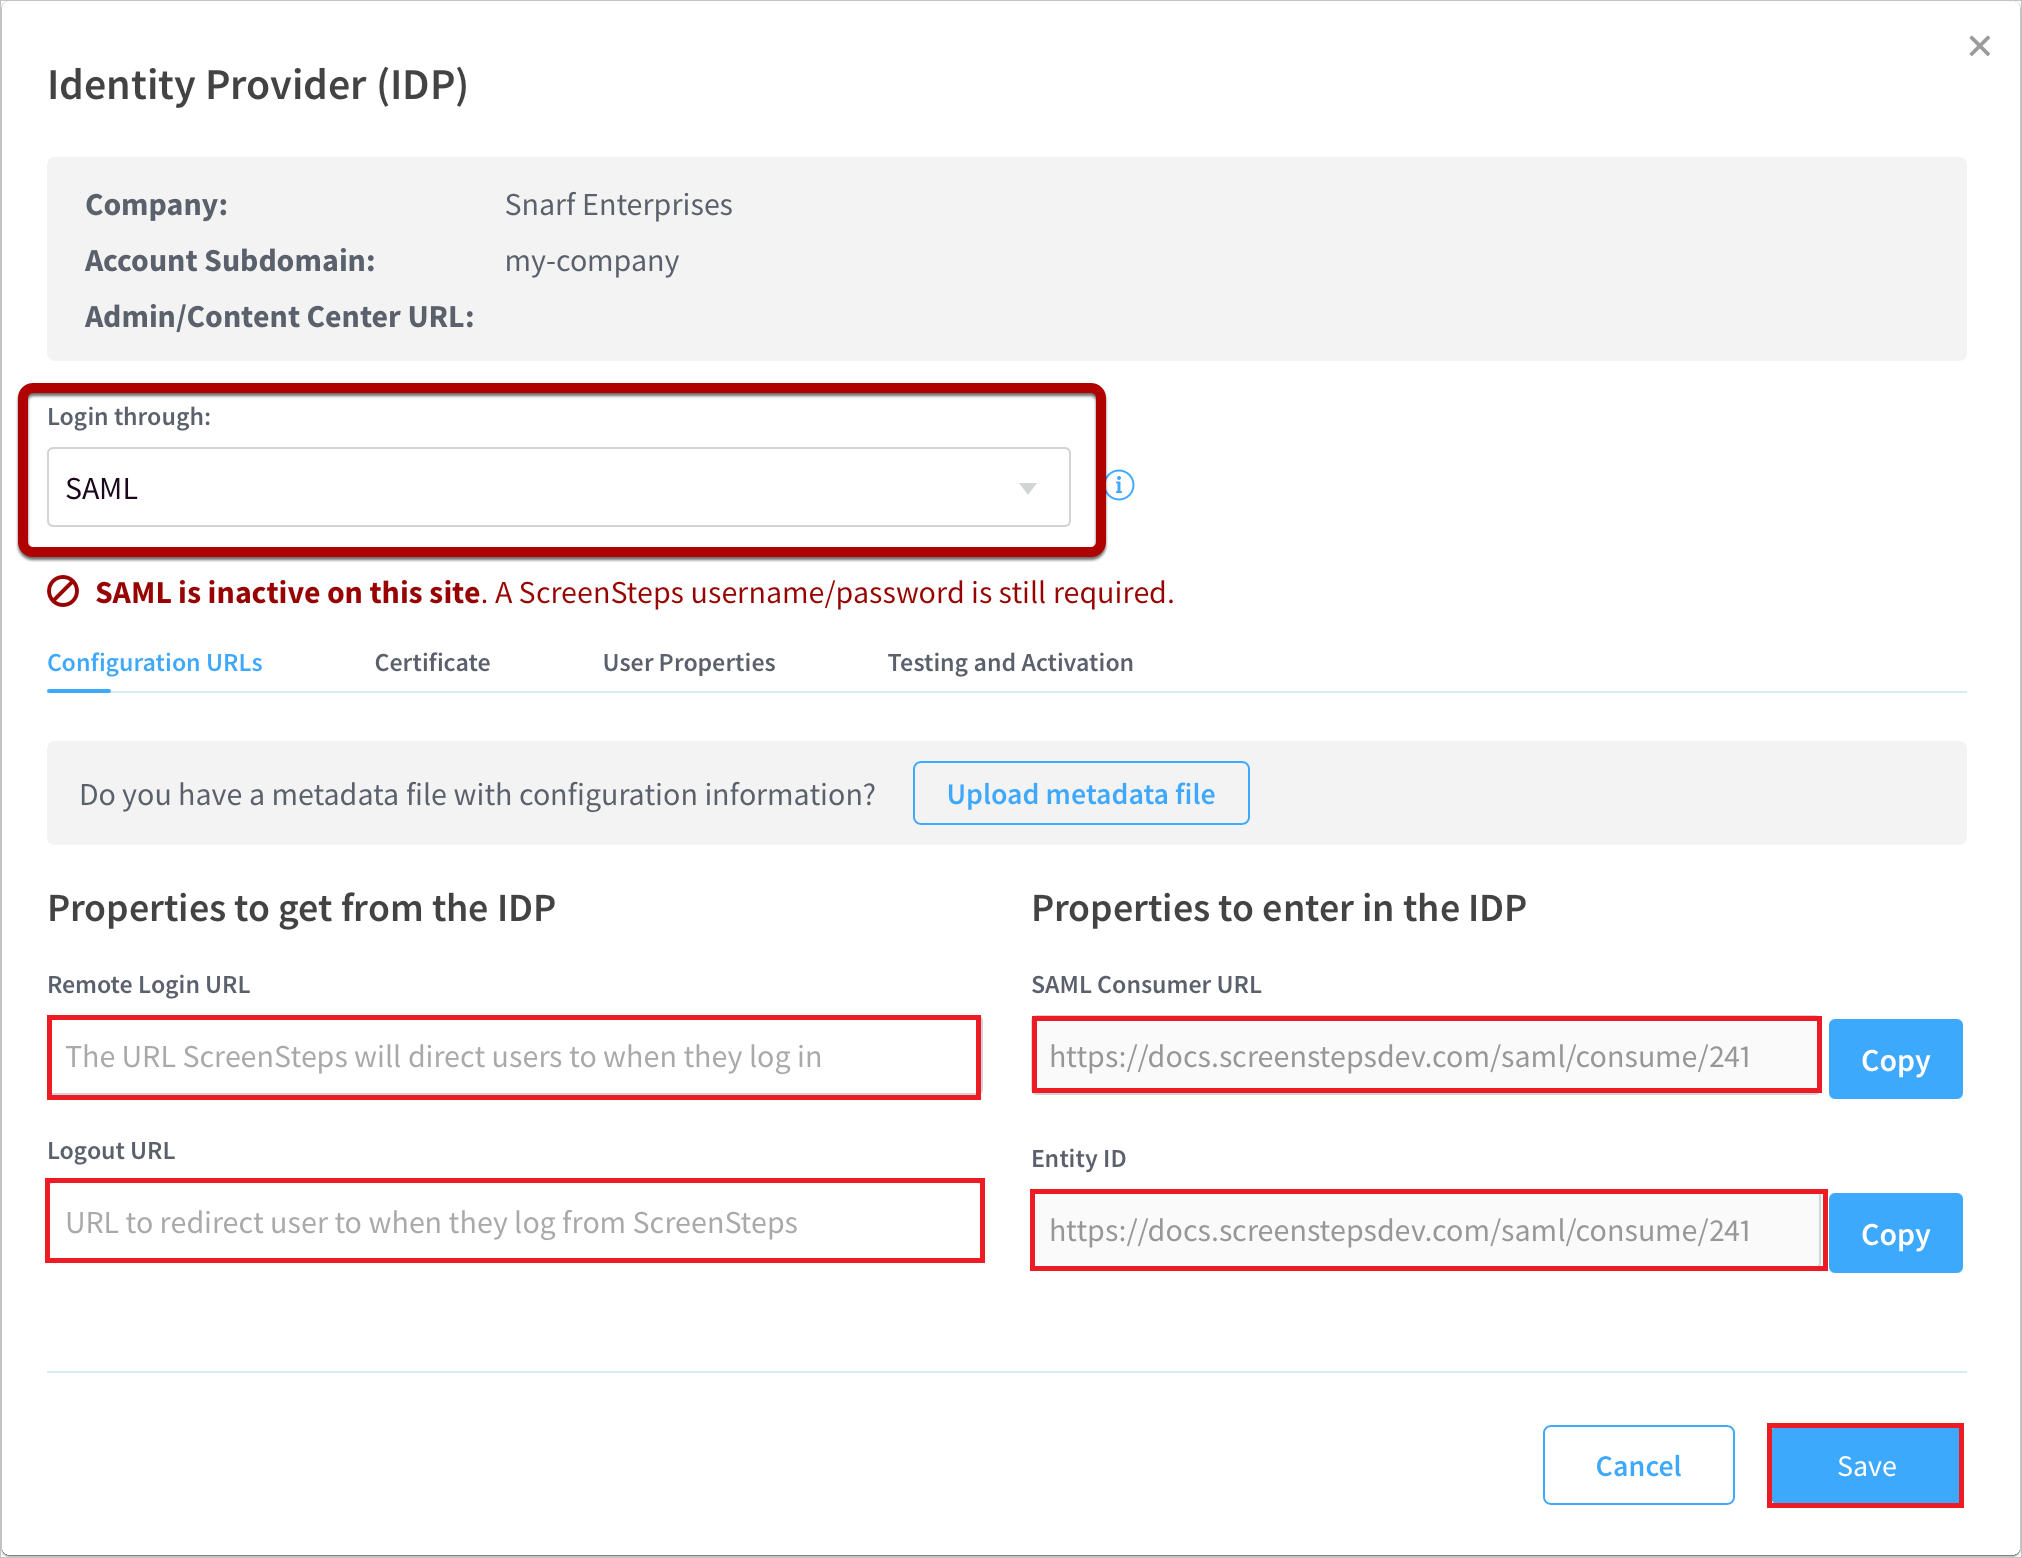 Identity Provider (IDP)
Company: Snarf Enterprises
Account Subdomain: my-company
Admin/Content Center URL:
Login through:
SAML
SAML is inactive on this site. A ScreenSteps username/password is still required.
Configuration URLs Certificate User Properties Testing and Activation
Do you have a metadata file with configuration information? Upload metadata file
Properties to get from the IDP
Remote Login URL
The URL ScreenSteps will direct users to when they log in
Logout URL
URL to redirect user to when they log from ScreenSteps
Properties to enter in the IDP
SAML Consumer URL
https://docs.screenstepsdev.com/saml/consume/241 Copy
Entity ID
https://docs.screenstepsdev.com/saml/consume/241 Copy
Cancel Save